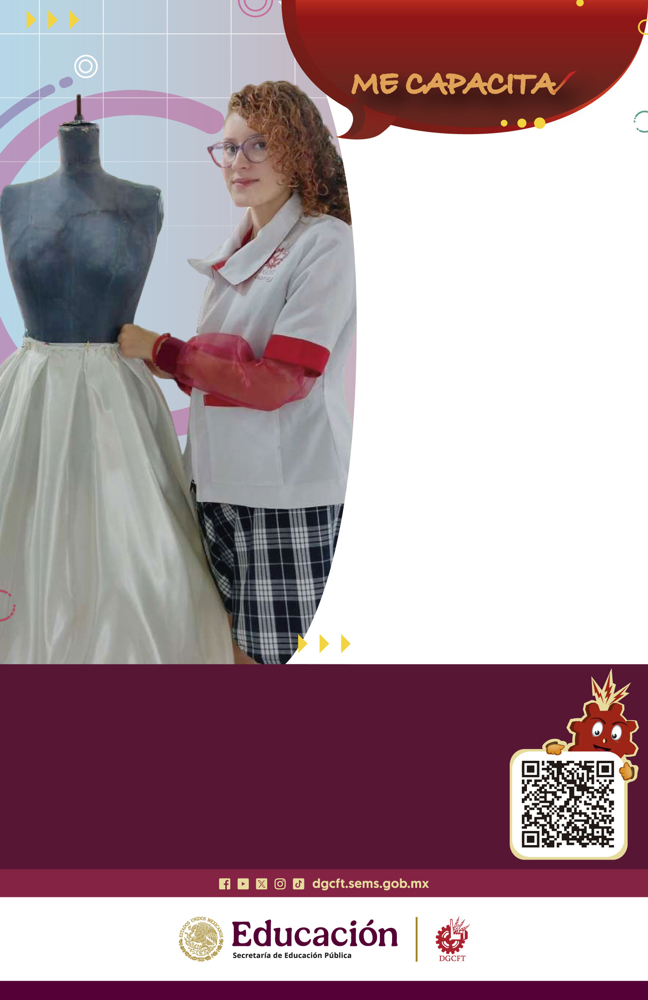 ME CAPACITA
dgcft.sems.gob.mx
ESTADOS UNIDOS MEXICANOS
Educación
Secretaría de Educación Pública
DGCFT